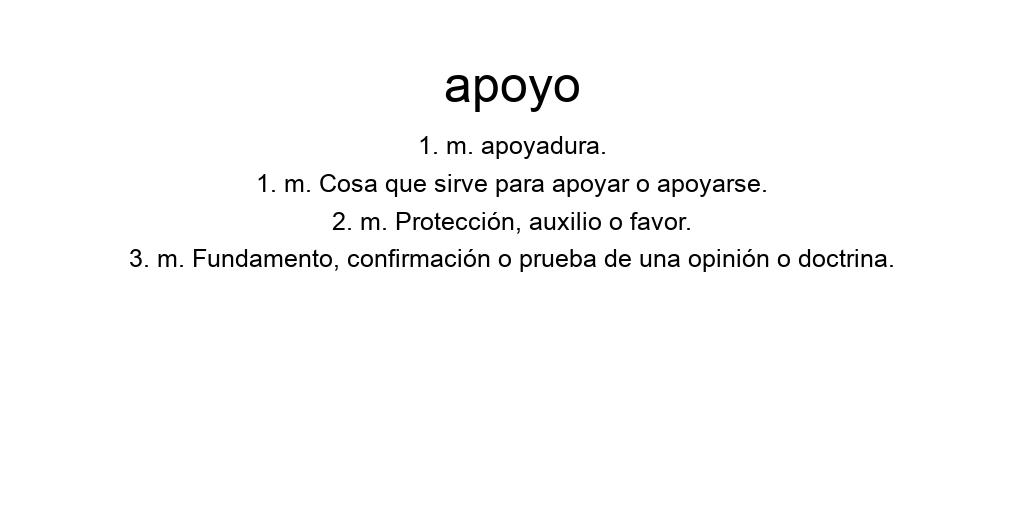 apoyo
1. m. apoyadura.
1. m. Cosa que sirve para apoyar o apoyarse.
2. m. Protección, auxilio o favor.
3. m. Fundamento, confirmación o prueba de una opinión o doctrina.